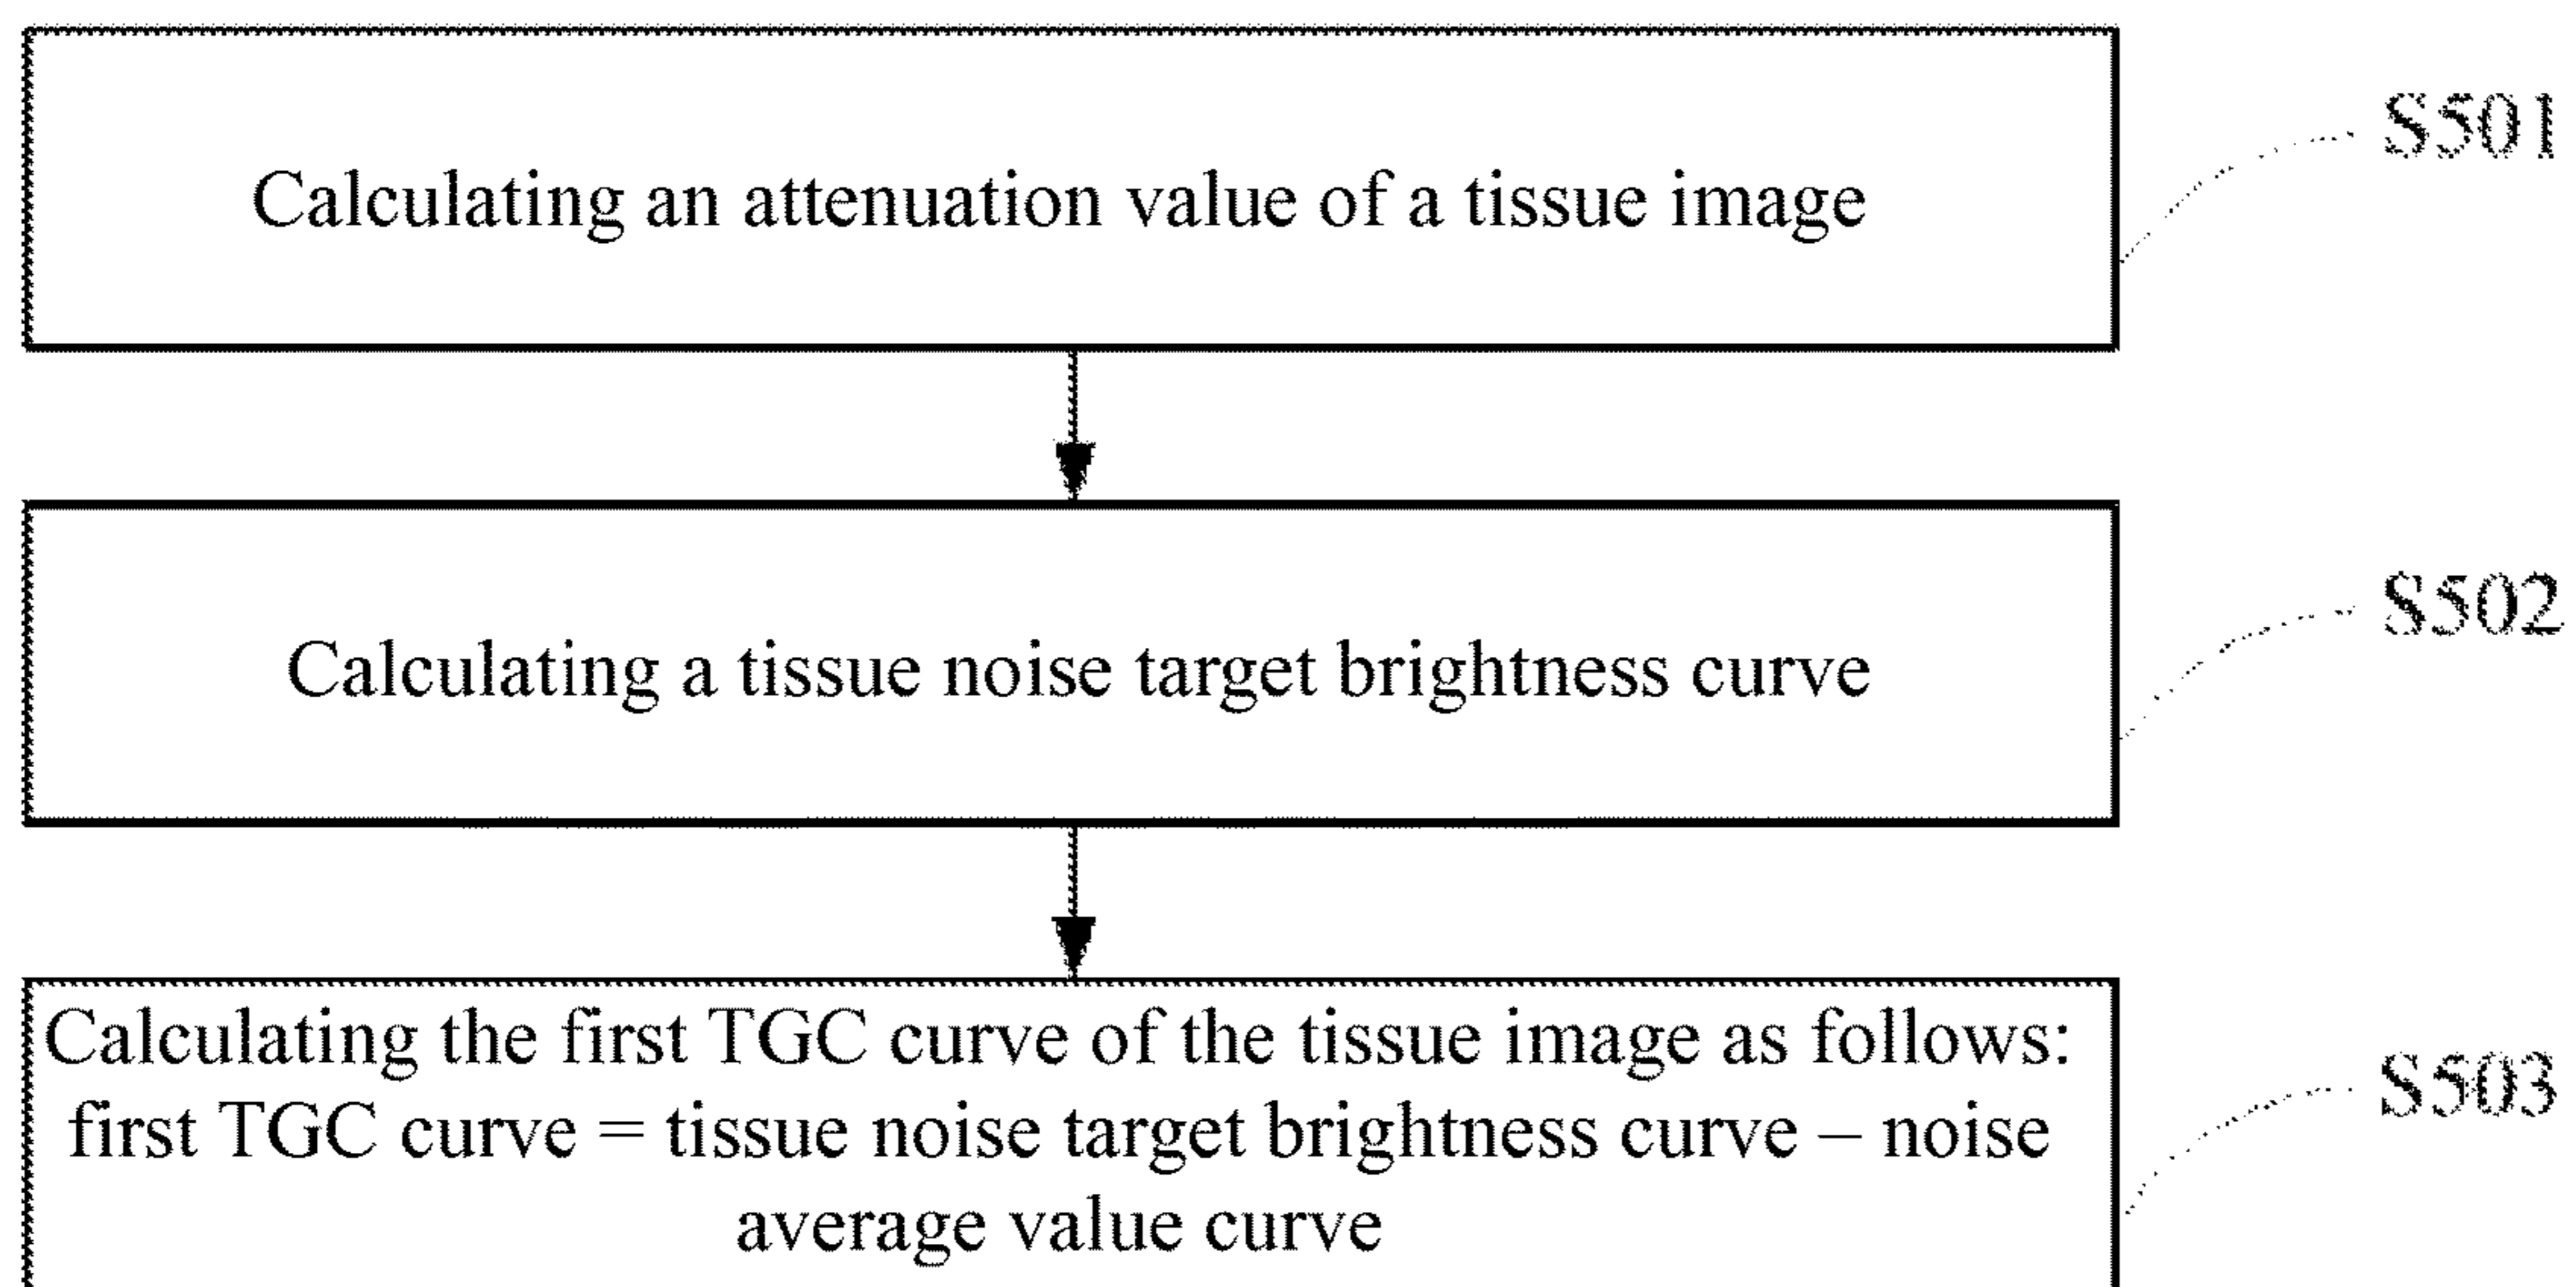 Calculating an attenuation value of a tissue image
S501
Calculating a tissue noise target brightness curve
S502
Calculating the first TGC curve of the tissue image as follows:
first TGC curve = tissue noise target brightness curve – noise
average value curve
S503